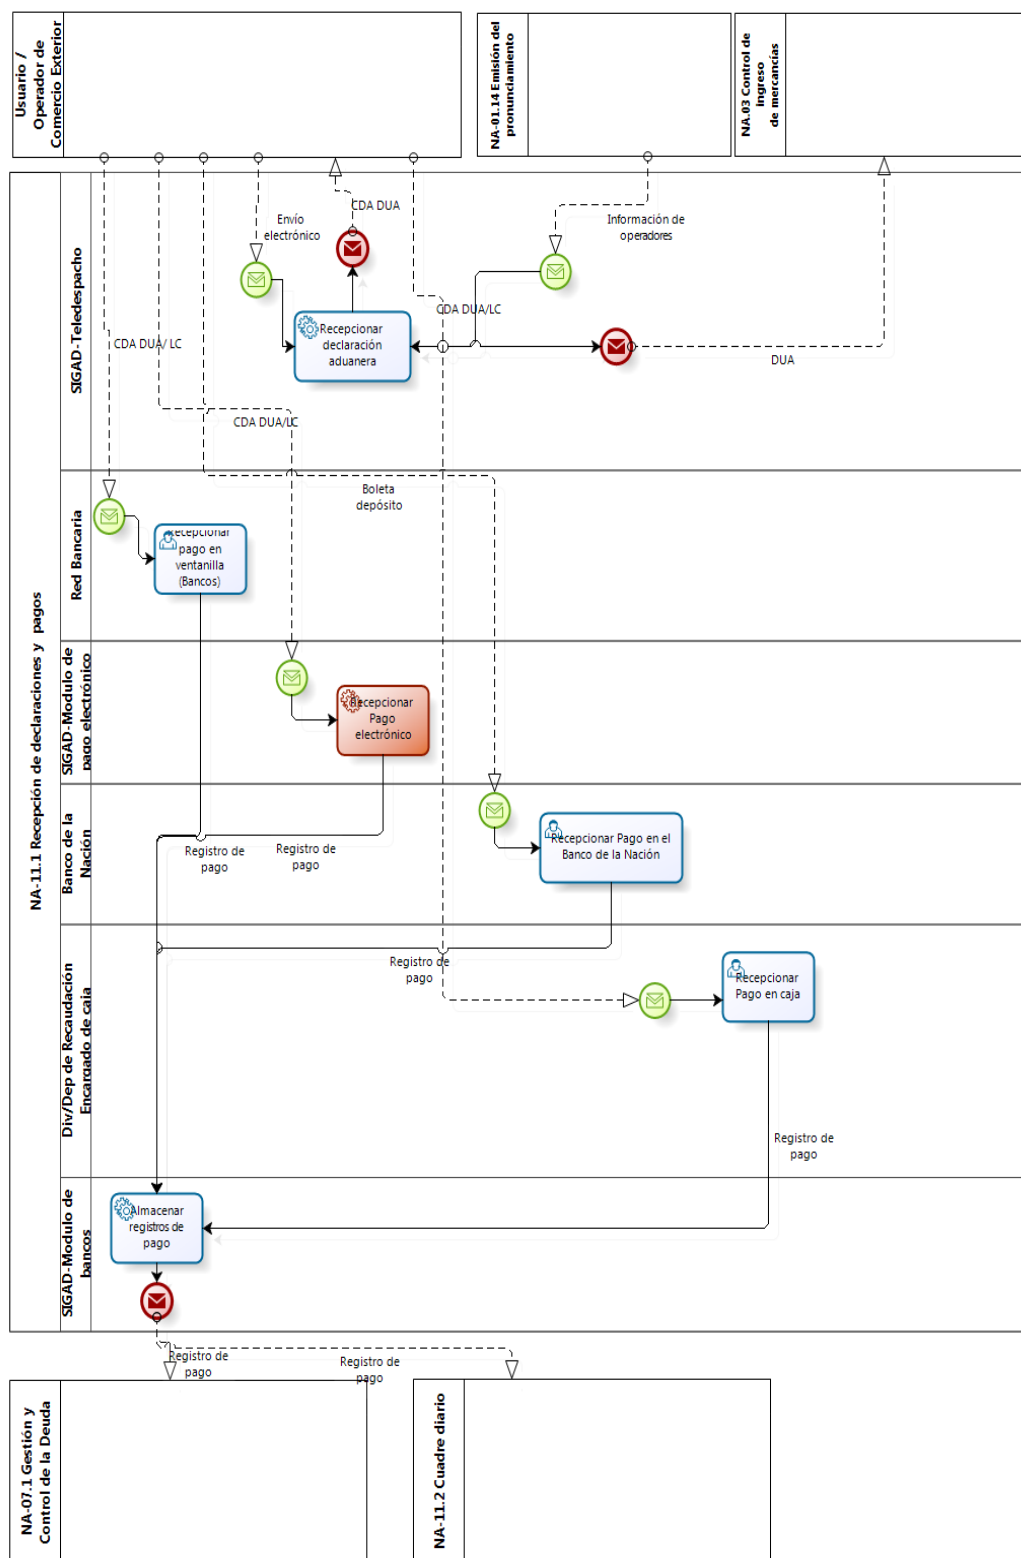 Usuario /
Operador de
Comercio Exterior
NA-01.14 Emisión del
pronunciamiento
NA.03 Control de
ingreso
de mercancías
NA-11.1 Recepción de declaraciones y pagos
SIGAD-Teledespacho
Envío
electrónico
CDA DUA
Información de
operadores
Recepcionar
declaración
aduanera
CDA DUA/LC
DUA
CDA DUA/ LC
CDA DUA/LC
Red Bancaria
Boleta
depósito
Recepcionar
pago en
ventanilla
(Bancos)
SIGAD-Modulo de
pago electrónico
Recepcionar
Pago
electrónico
Banco de la
Nación
Recepcionar Pago en el
Banco de la Nación
Registro de
pago
Registro de
pago
Div/Dep de Recaudación
Encargado de caja
Registro de
pago
Recepcionar
Pago en caja
Registro de
pago
SIGAD-Modulo de
bancos
Almacenar
registros de
pago
Registro de
pago
Registro de
pago
NA-07.1 Gestión y
Control de la Deuda
NA-11.2 Cuadre diario